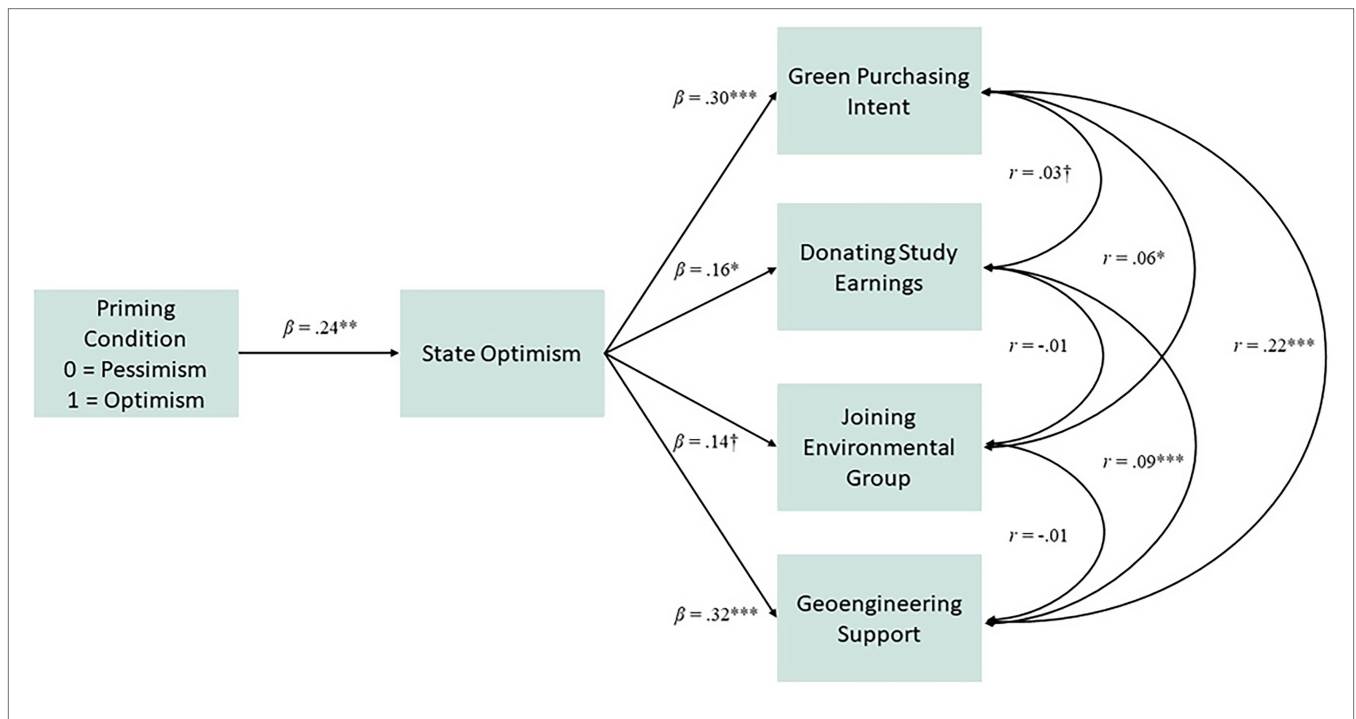 Priming
Condition
0 = Pessimism
1 = Optimism
β = .24**
State Optimism
β = .30***
β = .16*
β = .14†
β = .32***
Green Purchasing
Intent
Donating Study
Earnings
Joining
Environmental
Group
Geoengineering
Support
r = .03†
r = .06*
r = -.01
r = .22***
r = .09***
r = -.01